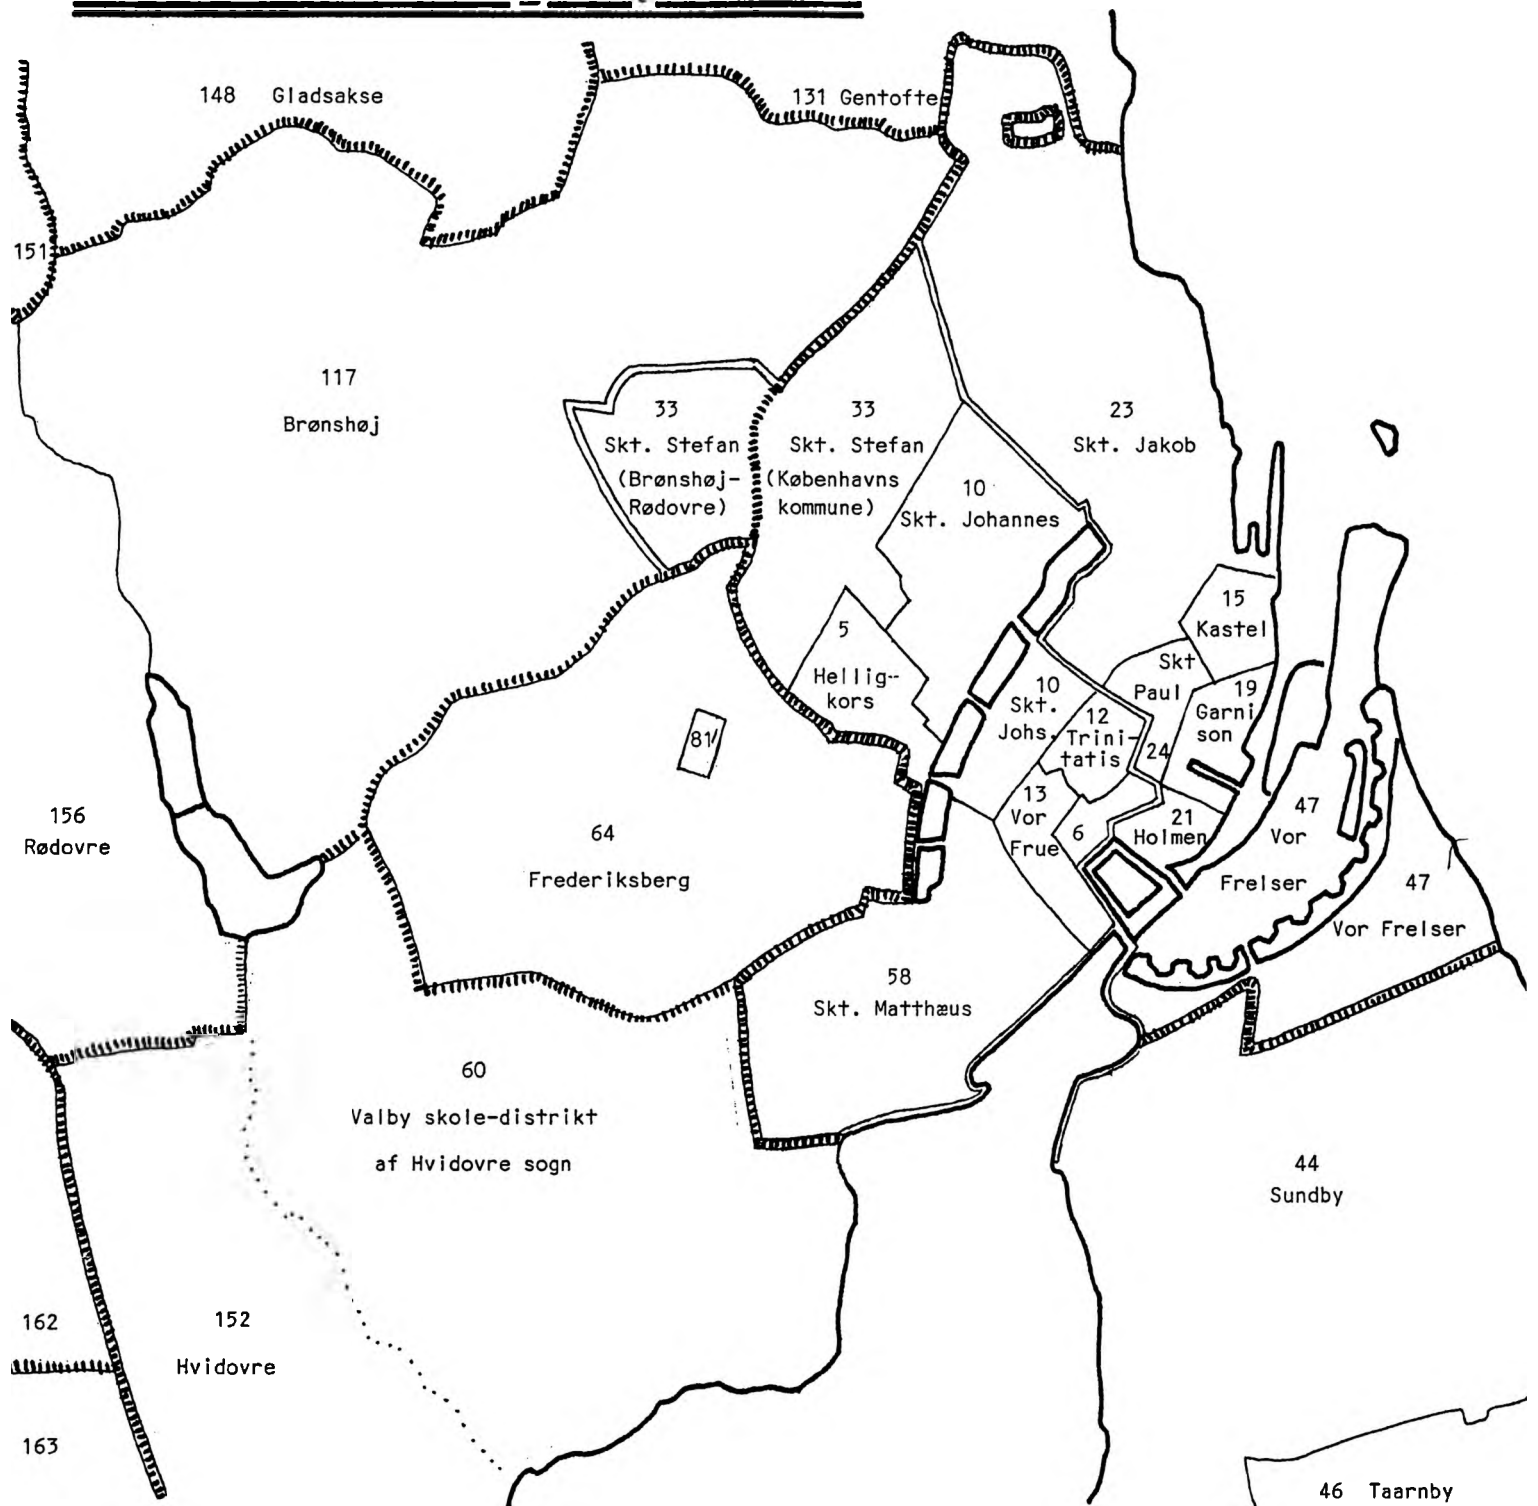 148 Gladsakse
131 Gentofte
151
117
Brønshøj
33
Skt. Stefan
(Brønshøj-
Rødovre)
33
Skt. Stefan
(Københavns
kommune)
23
Skt. Jakob
10
Skt. Johannes
15
Kastel
5
Hellig-
kors
Skt
Paul
24
10
Skt.
Johs.
12
Trini-
tatis
19
Garni
son
81
156
Rødovre
64
Frederiksberg
13
Vor
Frue
6
21
Holmen
47
Vor
Frelser
47
Vor Frelser
58
Skt. Matthæus
60
Valby skole-distrikt
af Hvidovre sogn
44
Sundby
162
152
Hvidovre
163
46 Taarnby